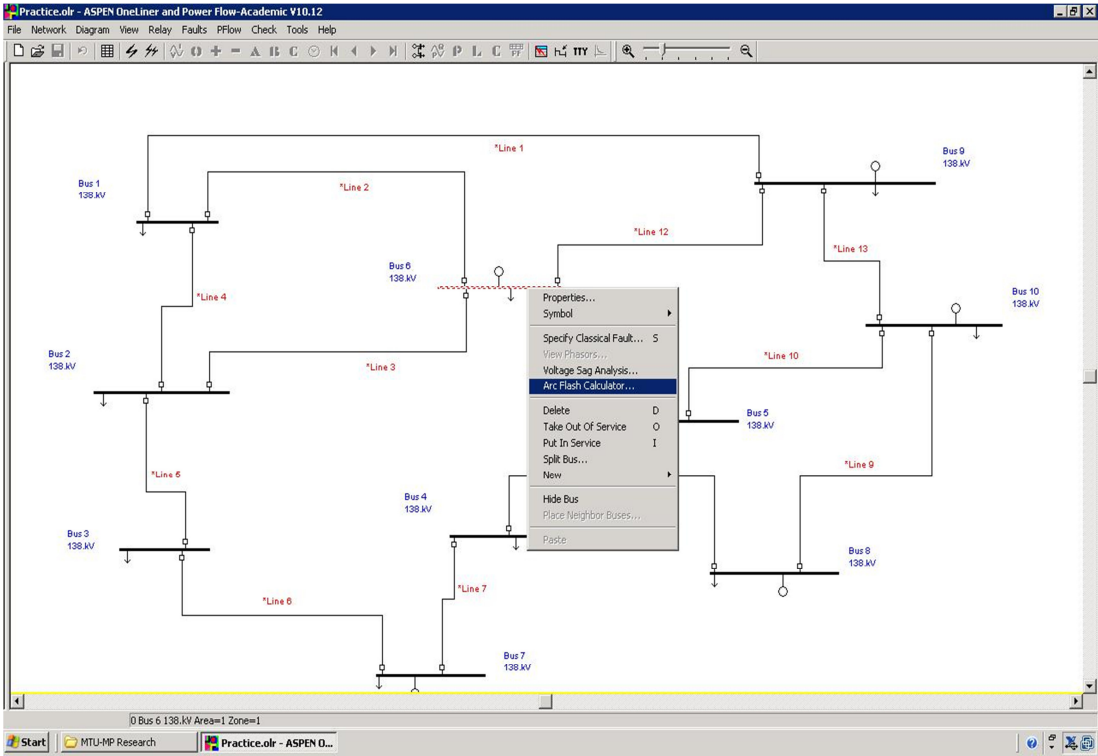 Practice.olr - ASPEN OneLiner and Power Flow-Academic V10.12
File Network Diagram View Relay Faults PFlow Check Tools Help
TTY
*Line 1
Bus 9
138.kV
Bus 1
138.kV
*Line 2
*Line 12
*Line 13
Bus 6
138.kV
Bus 10
138.kV
*Line 4
Properties...
Symbol
Specify Classical Fault... S
View Phasors...
Voltage Sag Analysis...
Arc Flash Calculator...
Delete D
Take Out Of Service O
Put In Service I
Split Bus...
New
Hide Bus
Place Neighbor Buses...
Paste
Bus 2
138.kV
*Line 3
*Line 10
Bus 5
138.kV
*Line 5
*Line 9
Bus 4
138.kV
Bus 3
138.kV
Bus 8
138.kV
*Line 6
*Line 7
Bus 7
138.kV
0 Bus 6 138.kV Area=1 Zone=1
Start
MTU-MP Research
Practice.olr - ASPEN O...